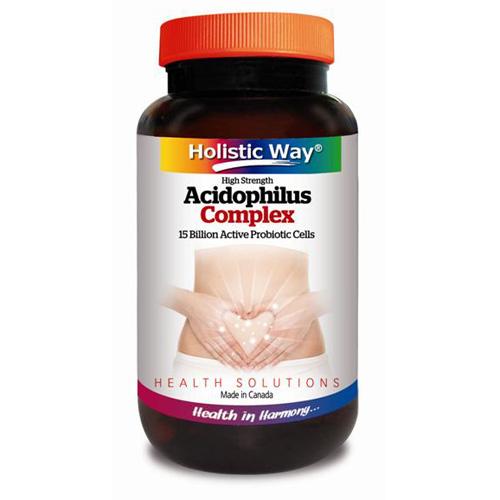 Holistic Way®
High Strength
Acidophilus
Complex
15 Billion Active Probiotic Cells
HEALTH SOLUTIONS
Made in Canada
Health in Harmony...